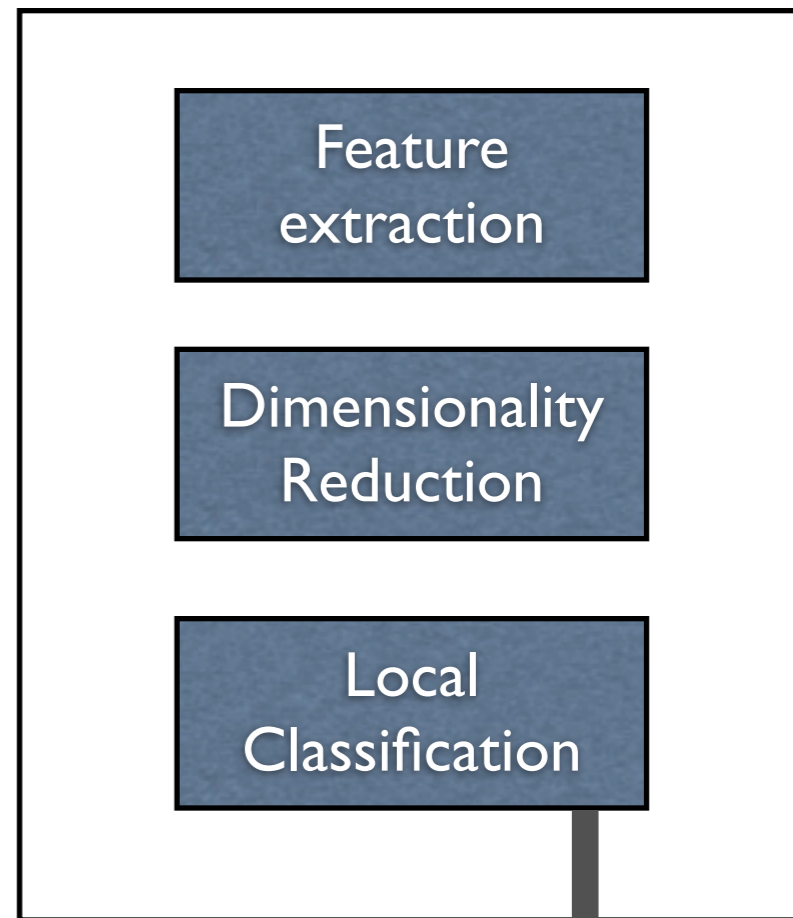 Feature
extraction
Dimensionality
Reduction
Local
Classification